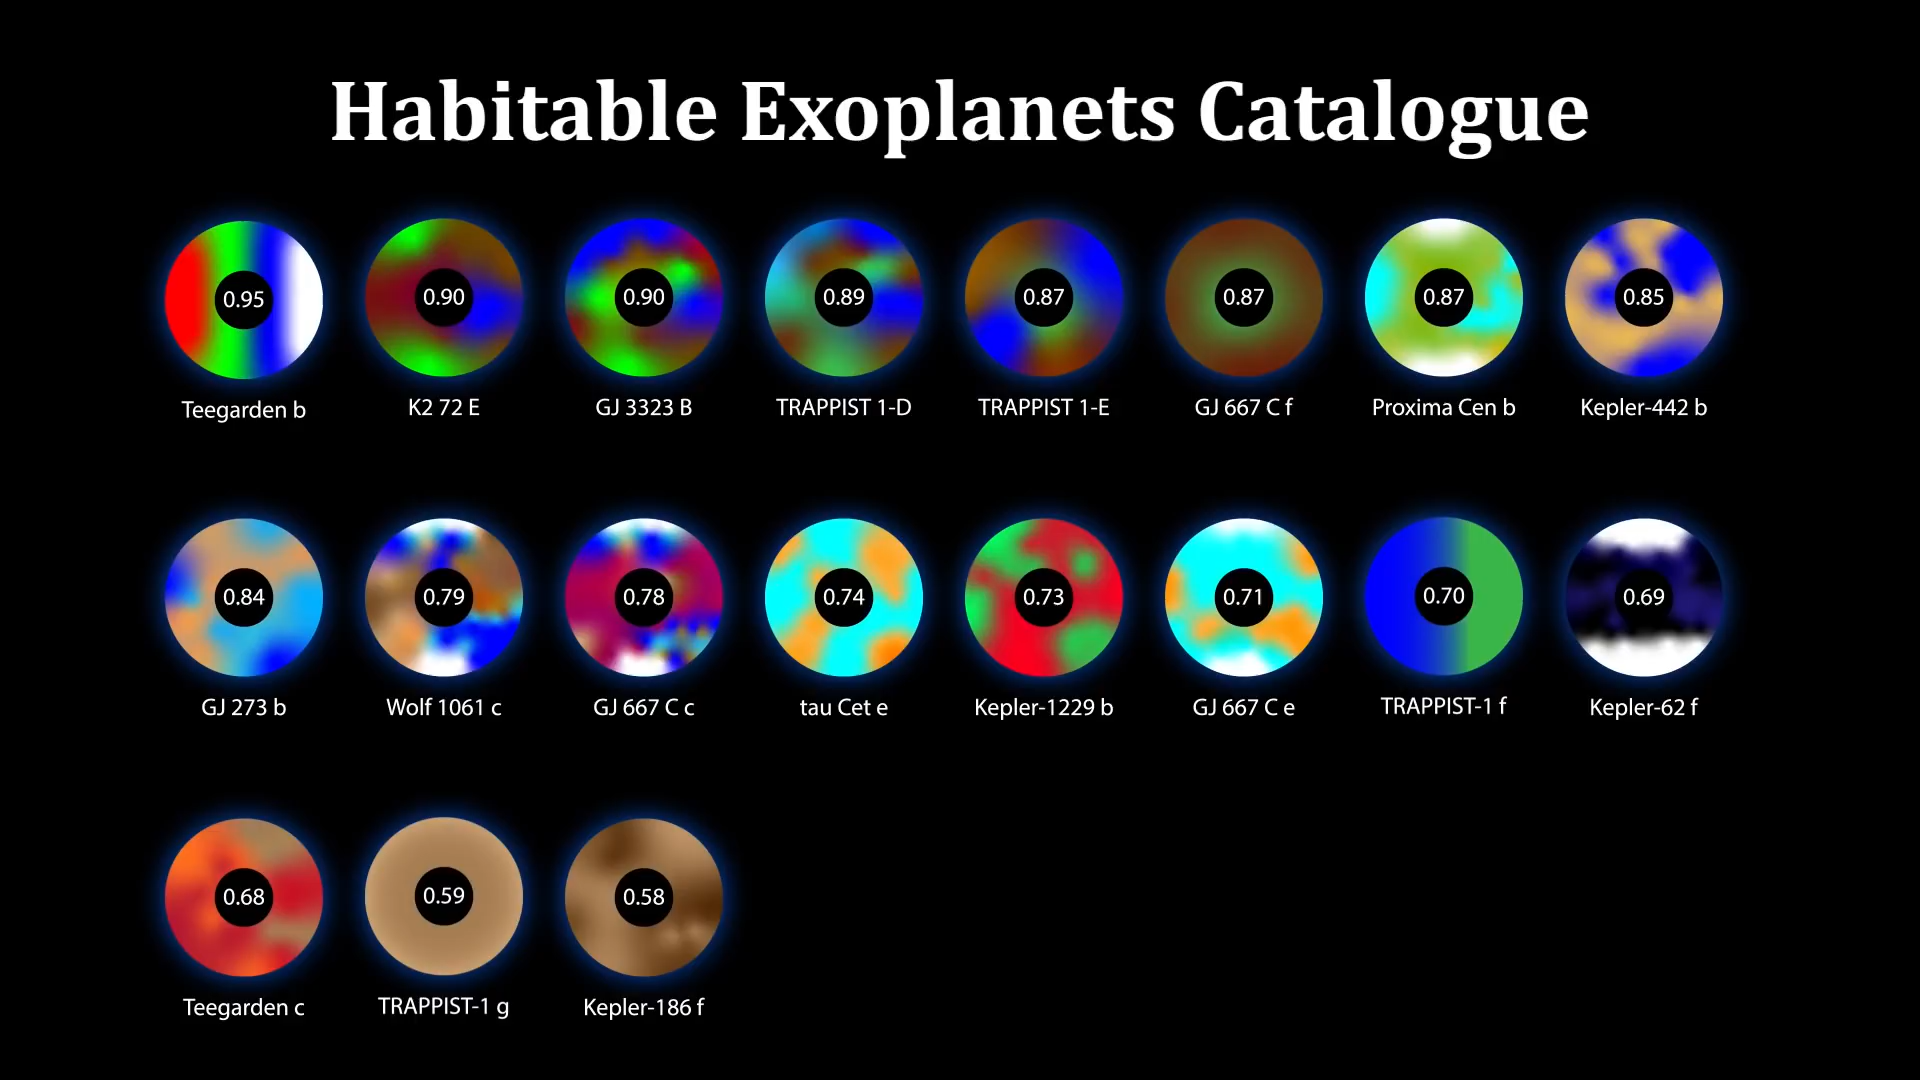 Habitable Exoplanets Catalogue
0.95 0.90 0.90 0.89 0.87 0.87 0.87 0.85
Teegarden b K2 72 E GJ 3323 B TRAPPIST 1-D TRAPPIST 1-E GJ 667 C f Proxima Cen b Kepler-442 b
0.84 0.79 0.78 0.74 0.73 0.71 0.70 0.69
GJ 273 b Wolf 1061 c GJ 667 C c tau Cet e Kepler-1229 b GJ 667 C e TRAPPIST-1 f Kepler-62 f
0.68 0.59 0.58
Teegarden c TRAPPIST-1 g Kepler-186 f